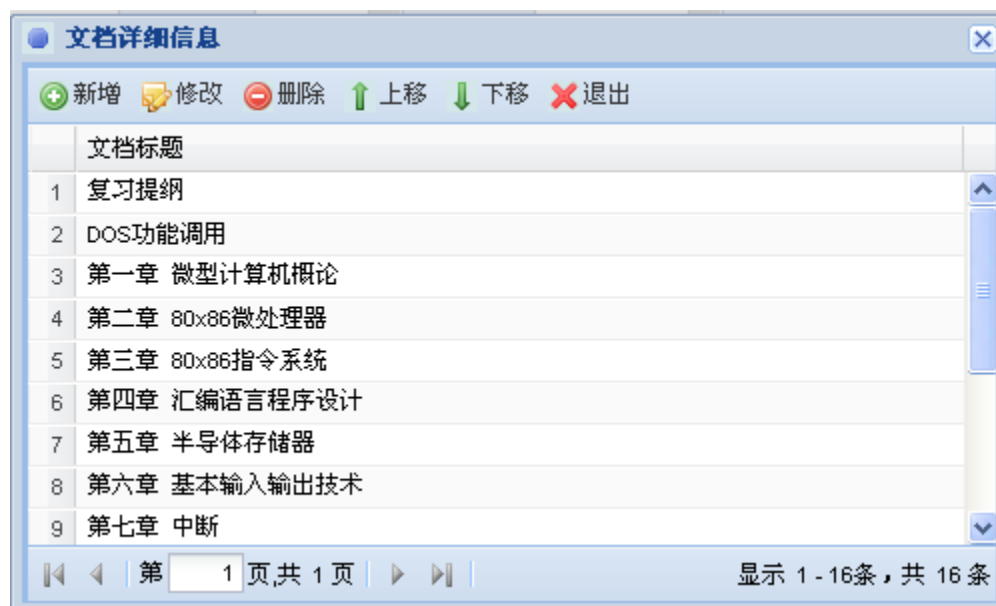 文档详细信息
新增 修改 删除 上移 下移 退出
文档标题
1 复习提纲
2 DOS功能调用
3 第一章 微型计算机概论
4 第二章 80x86微处理器
5 第三章 80x86指令系统
6 第四章 汇编语言程序设计
7 第五章 半导体存储器
8 第六章 基本输入输出技术
9 第七章 中断
第 1 页,共 1 页 显示 1 - 16条，共 16 条